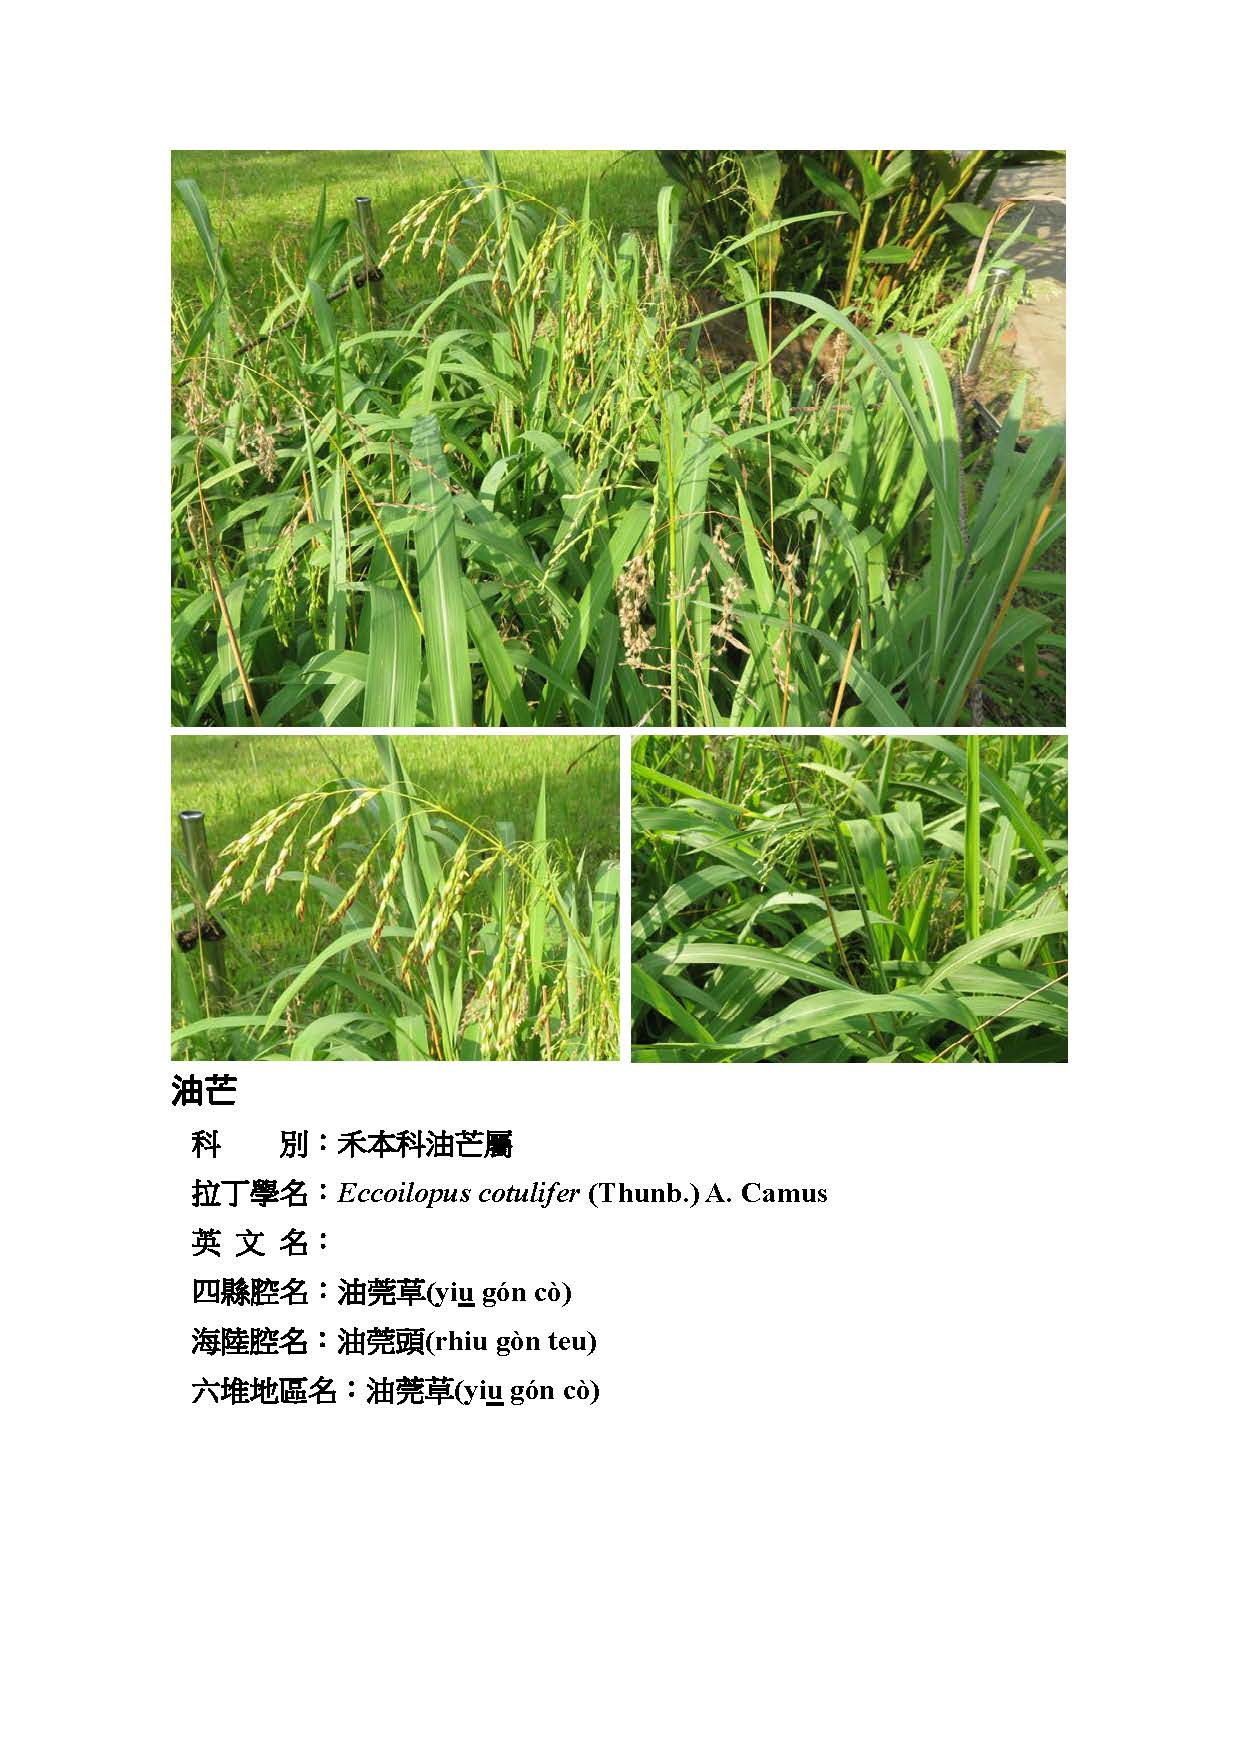 油芒
科　　別：禾本科油芒屬
拉丁學名：Eccoilopus cotulifer (Thunb.) A. Camus
英 文 名：
四縣腔名：油莞草(yiu gón cò)
海陸腔名：油莞頭(rhiu gòn teu)
六堆地區名：油莞草(yiu gón cò)